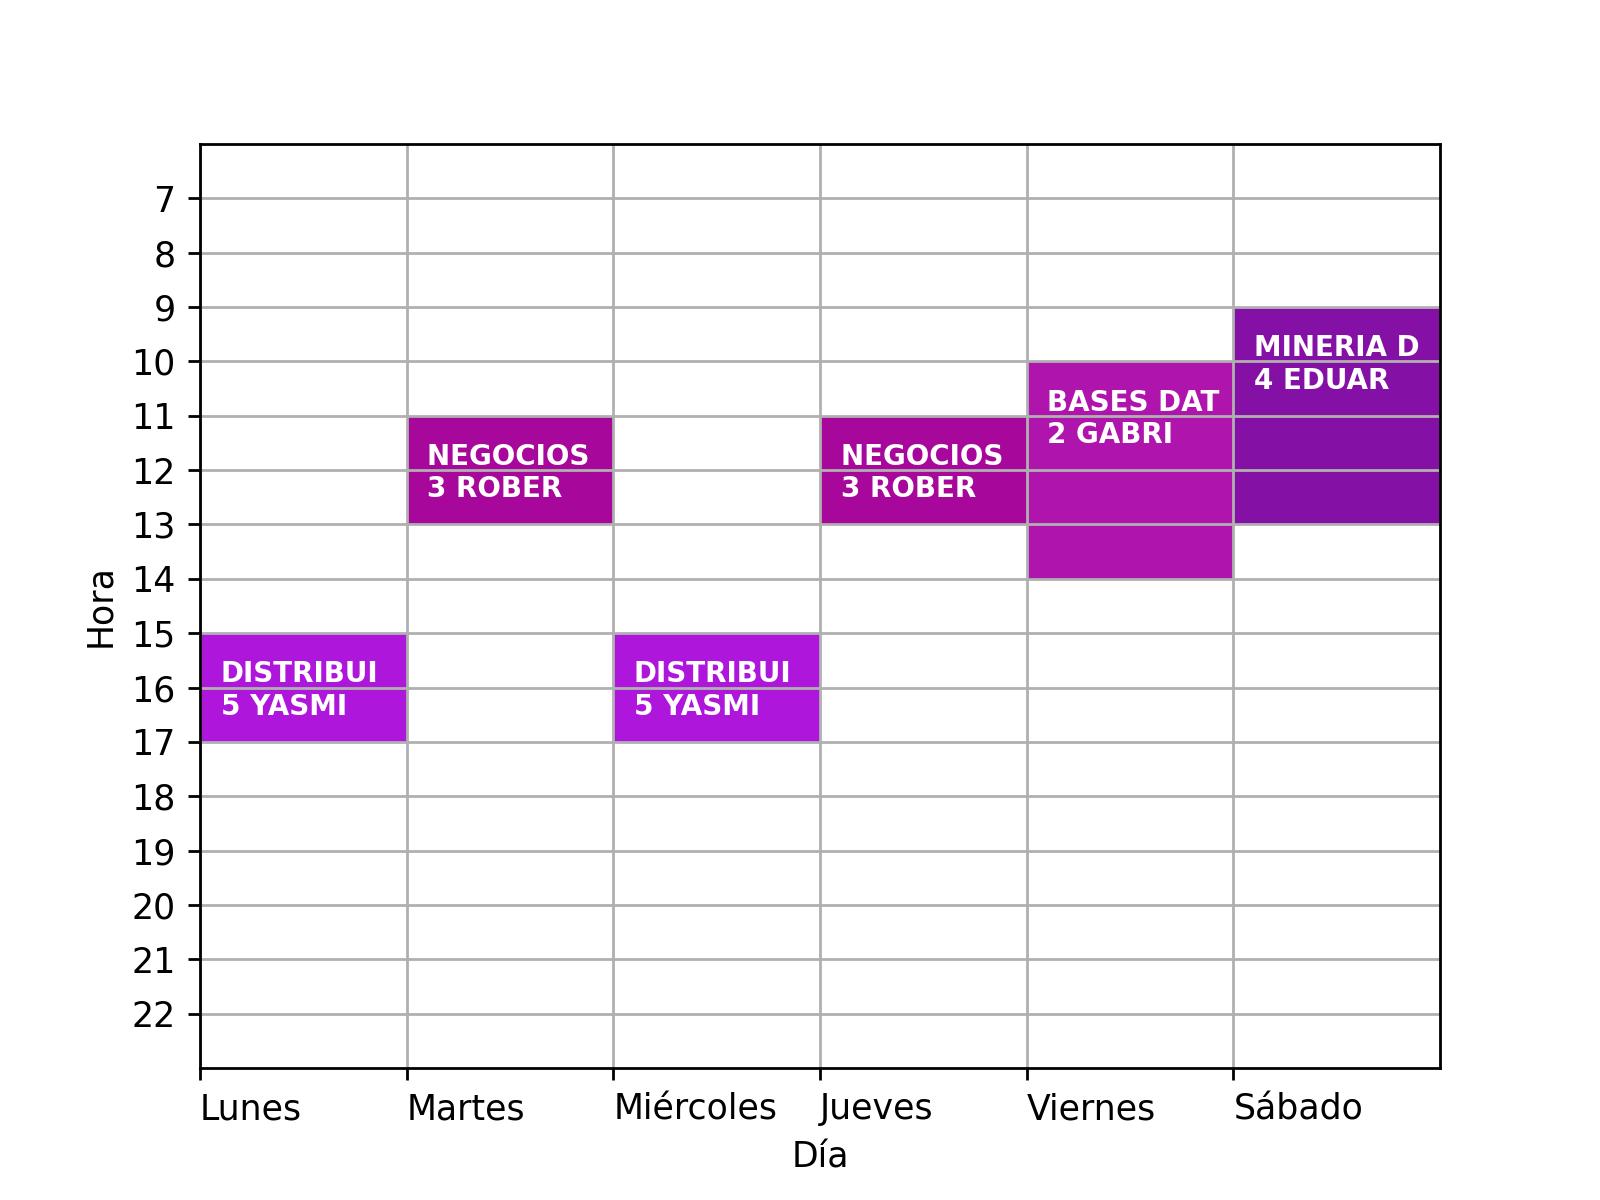 7
8
9
MINERIA D
10
4 EDUAR
BASES DAT
11
2 GABRI
NEGOCIOS NEGOCIOS
12
3 ROBER 3 ROBER
13
14
Hora
15
DISTRIBUI DISTRIBUI
16
5 YASMI 5 YASMI
17
18
19
20
21
22
Lunes Martes Miércoles Jueves Viernes Sábado
Día